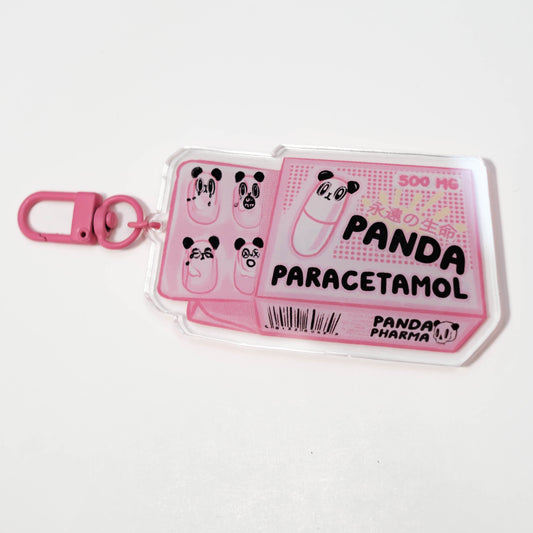 500 MG
永遠の生命
PANDA
PARACETAMOL
PANDA
PHARMA